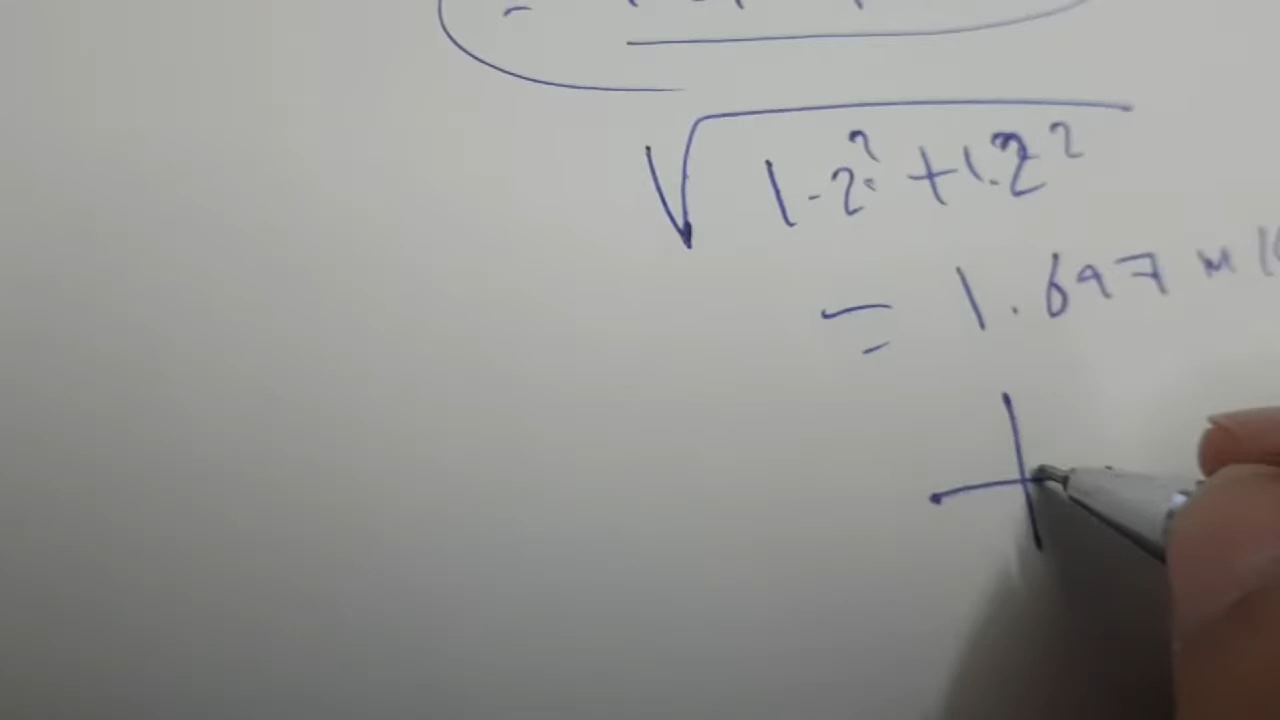 √1.2² + 1.2²
= 1.697